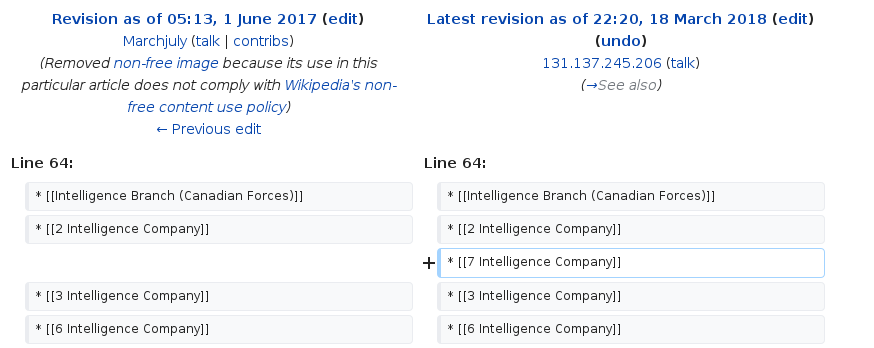 Revision as of 05:13, 1 June 2017 (edit)
Marchjuly (talk | contribs)
(Removed non-free image because its use in this
particular article does not comply with Wikipedia's non-
free content use policy)
← Previous edit
Latest revision as of 22:20, 18 March 2018 (edit)
(undo)
131.137.245.206 (talk)
(→See also)
Line 64:
Line 64:
* [[Intelligence Branch (Canadian Forces)]]
* [[Intelligence Branch (Canadian Forces)]]
* [[2 Intelligence Company]]
* [[2 Intelligence Company]]
+ * [[7 Intelligence Company]]
* [[3 Intelligence Company]]
* [[3 Intelligence Company]]
* [[6 Intelligence Company]]
* [[6 Intelligence Company]]